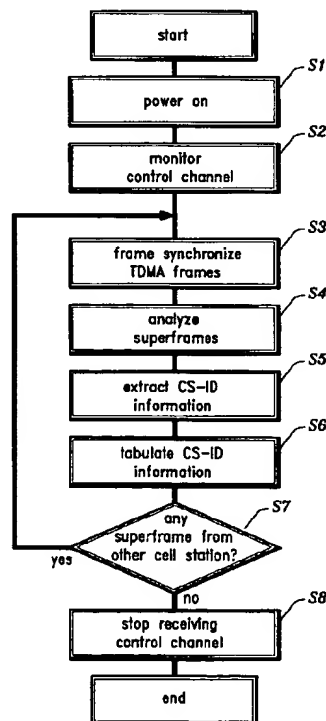 start
S1
power on
S2
monitor
control channel
S3
frame synchronize
TDMA frames
S4
analyze
superframes
S5
extract CS-ID
information
S6
tabulate CS-ID
information
S7
any
superframe from
other cell station?
yes
no
S8
stop receiving
control channel
end